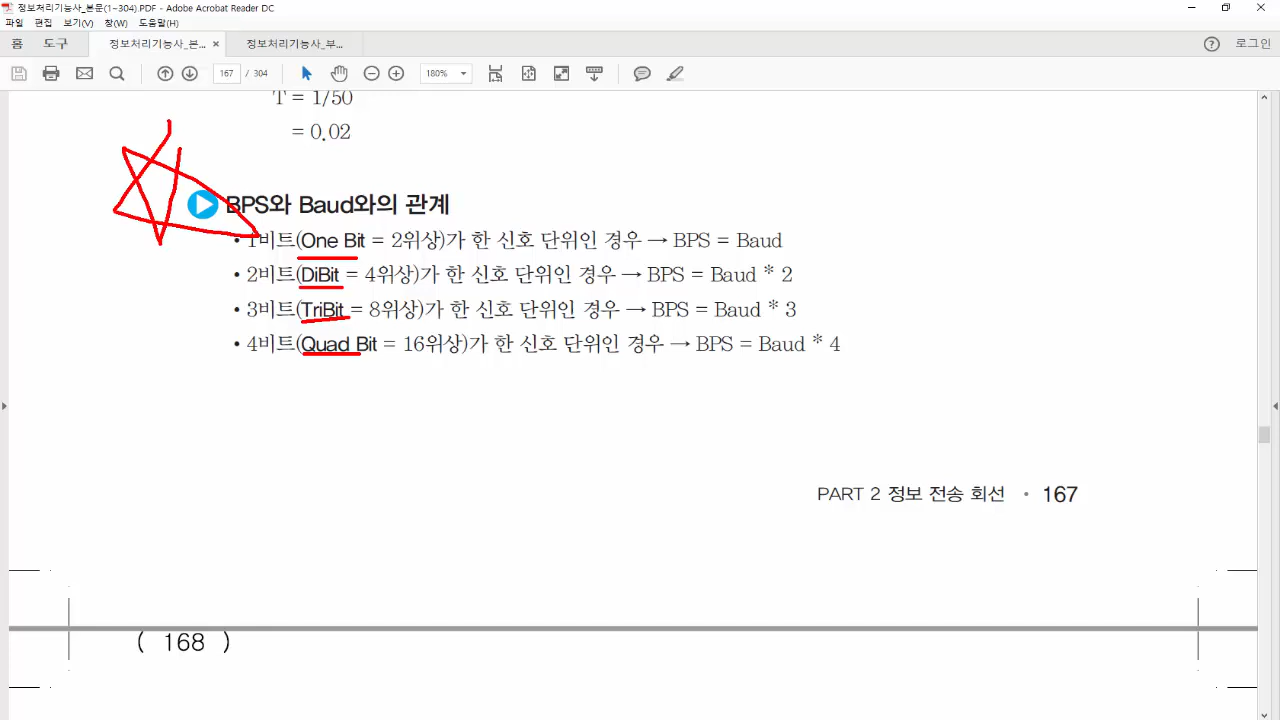 정보처리기능사_본문(1~304).PDF - Adobe Acrobat Reader DC
파일 편집 보기(V) 창(W) 도움말(H)
홈 도구 정보처리기능사_본... × 정보처리기능사_부... ? 로그인
167 / 304 180%
T = 1/50
= 0.02
BPS와 Baud와의 관계
• 1비트(One Bit = 2위상)가 한 신호 단위인 경우 → BPS = Baud
• 2비트(DiBit = 4위상)가 한 신호 단위인 경우 → BPS = Baud * 2
• 3비트(TriBit = 8위상)가 한 신호 단위인 경우 → BPS = Baud * 3
• 4비트(Quad Bit = 16위상)가 한 신호 단위인 경우 → BPS = Baud * 4
PART 2 정보 전송 회선 • 167
( 168 )